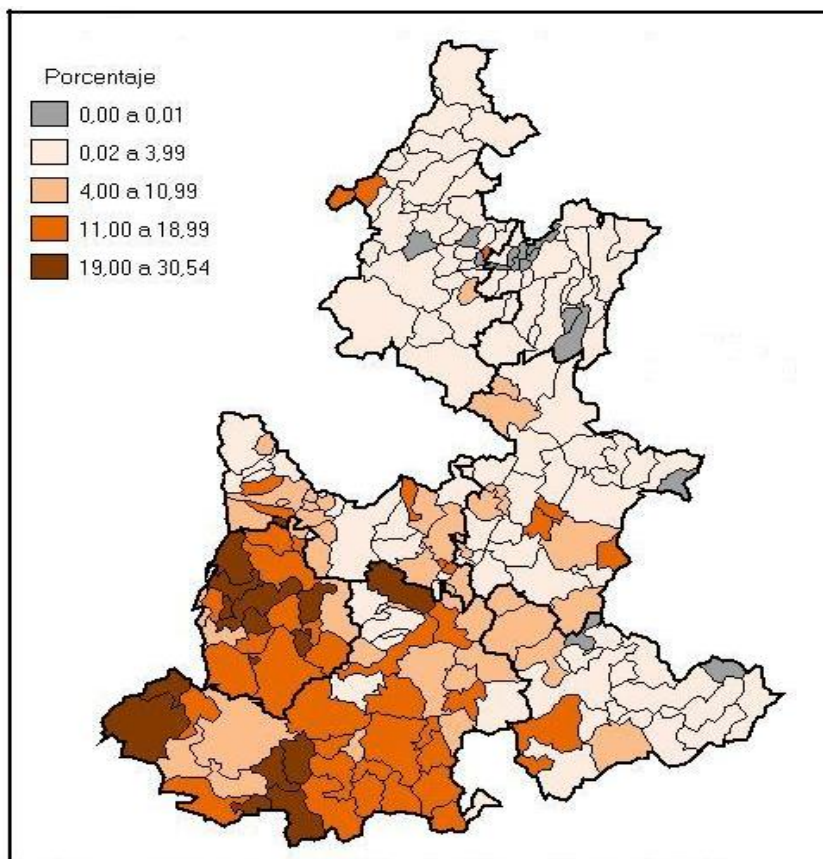 Porcentaje
0,00 a 0,01
0,02 a 3,99
4,00 a 10,99
11,00 a 18,99
19,00 a 30,54